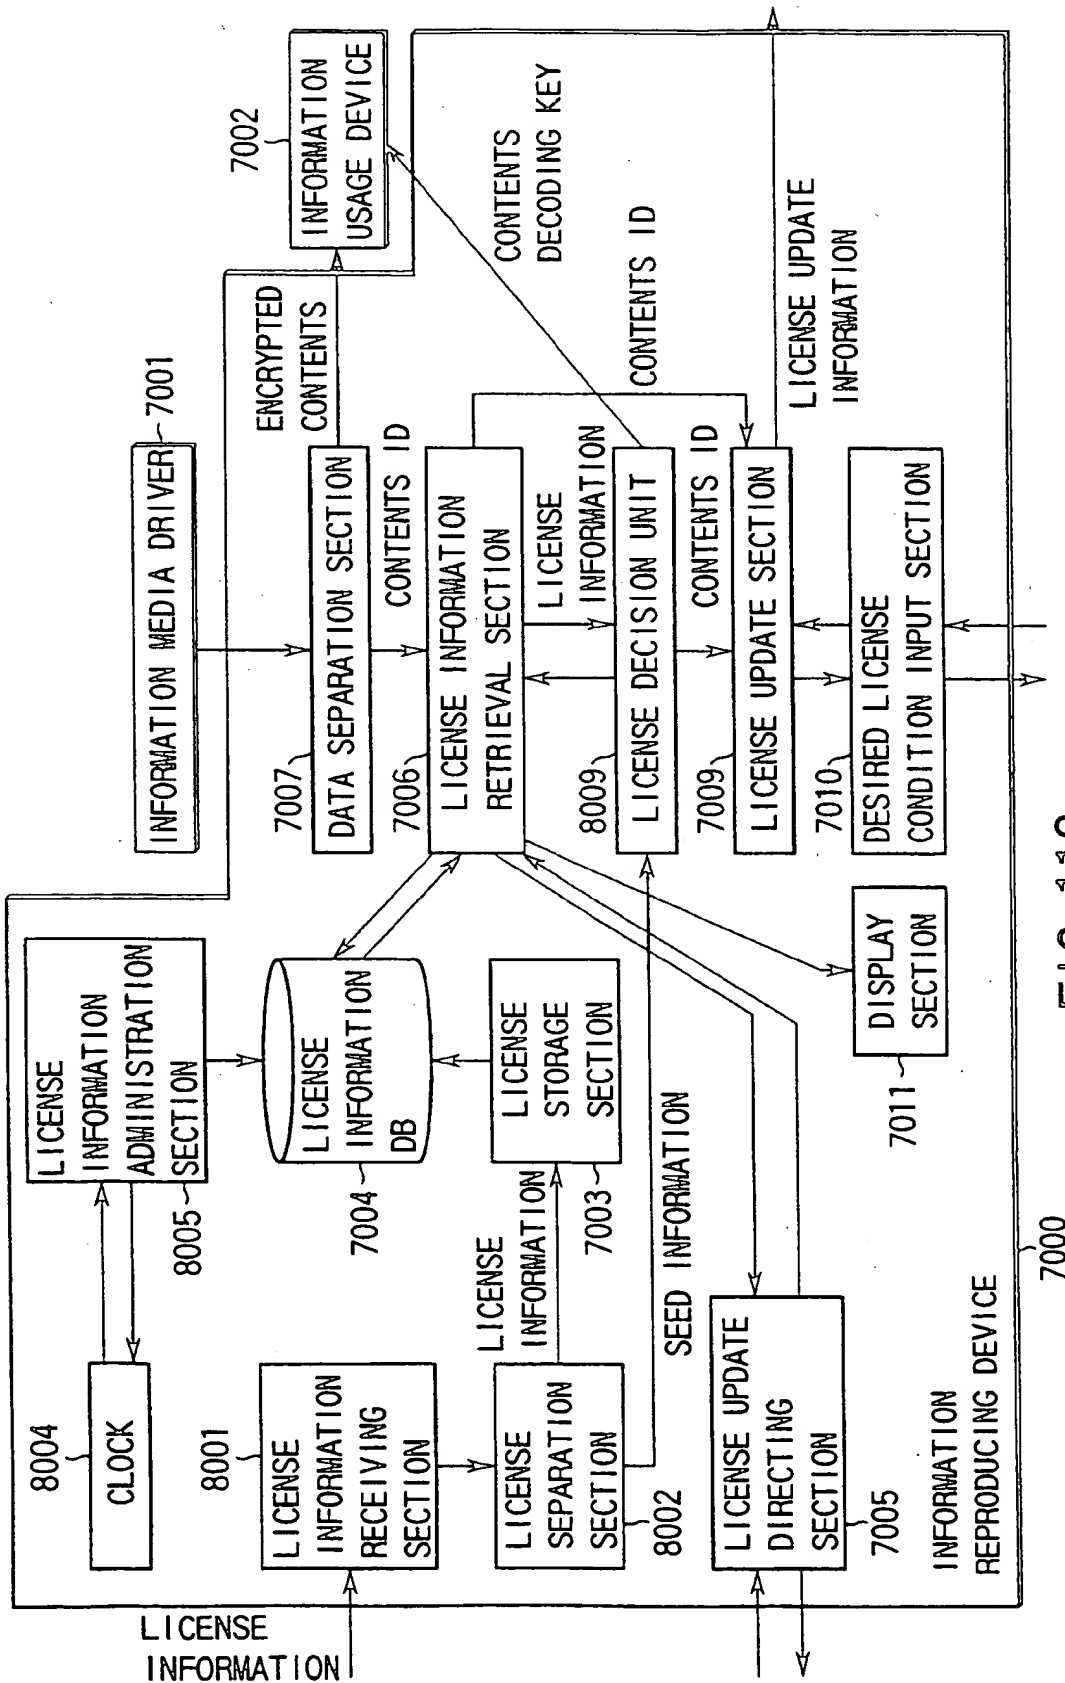 LICENSE
INFORMATION
8004
CLOCK
LICENSE
INFORMATION
ADMINISTRATION
SECTION
8005
INFORMATION MEDIA DRIVER
7001
8001
LICENSE
INFORMATION
RECEIVING
SECTION
LICENSE
INFORMATION
DB
7004
7007
DATA SEPARATION SECTION
ENCRYPTED
CONTENTS
7002
INFORMATION
USAGE DEVICE
CONTENTS ID
7006
LICENSE INFORMATION
RETRIEVAL SECTION
LICENSE
SEPARATION
SECTION
8002
LICENSE
INFORMATION
LICENSE
STORAGE
SECTION
7003
LICENSE
INFORMATION
CONTENTS
DECODING KEY
SEED INFORMATION
8009
LICENSE DECISION UNIT
CONTENTS ID
CONTENTS ID
LICENSE UPDATE
DIRECTING
SECTION
7005
7009
LICENSE UPDATE SECTION
LICENSE UPDATE
INFORMATION
7010
DESIRED LICENSE
CONDITION INPUT SECTION
DISPLAY
SECTION
7011
INFORMATION
REPRODUCING DEVICE
7000